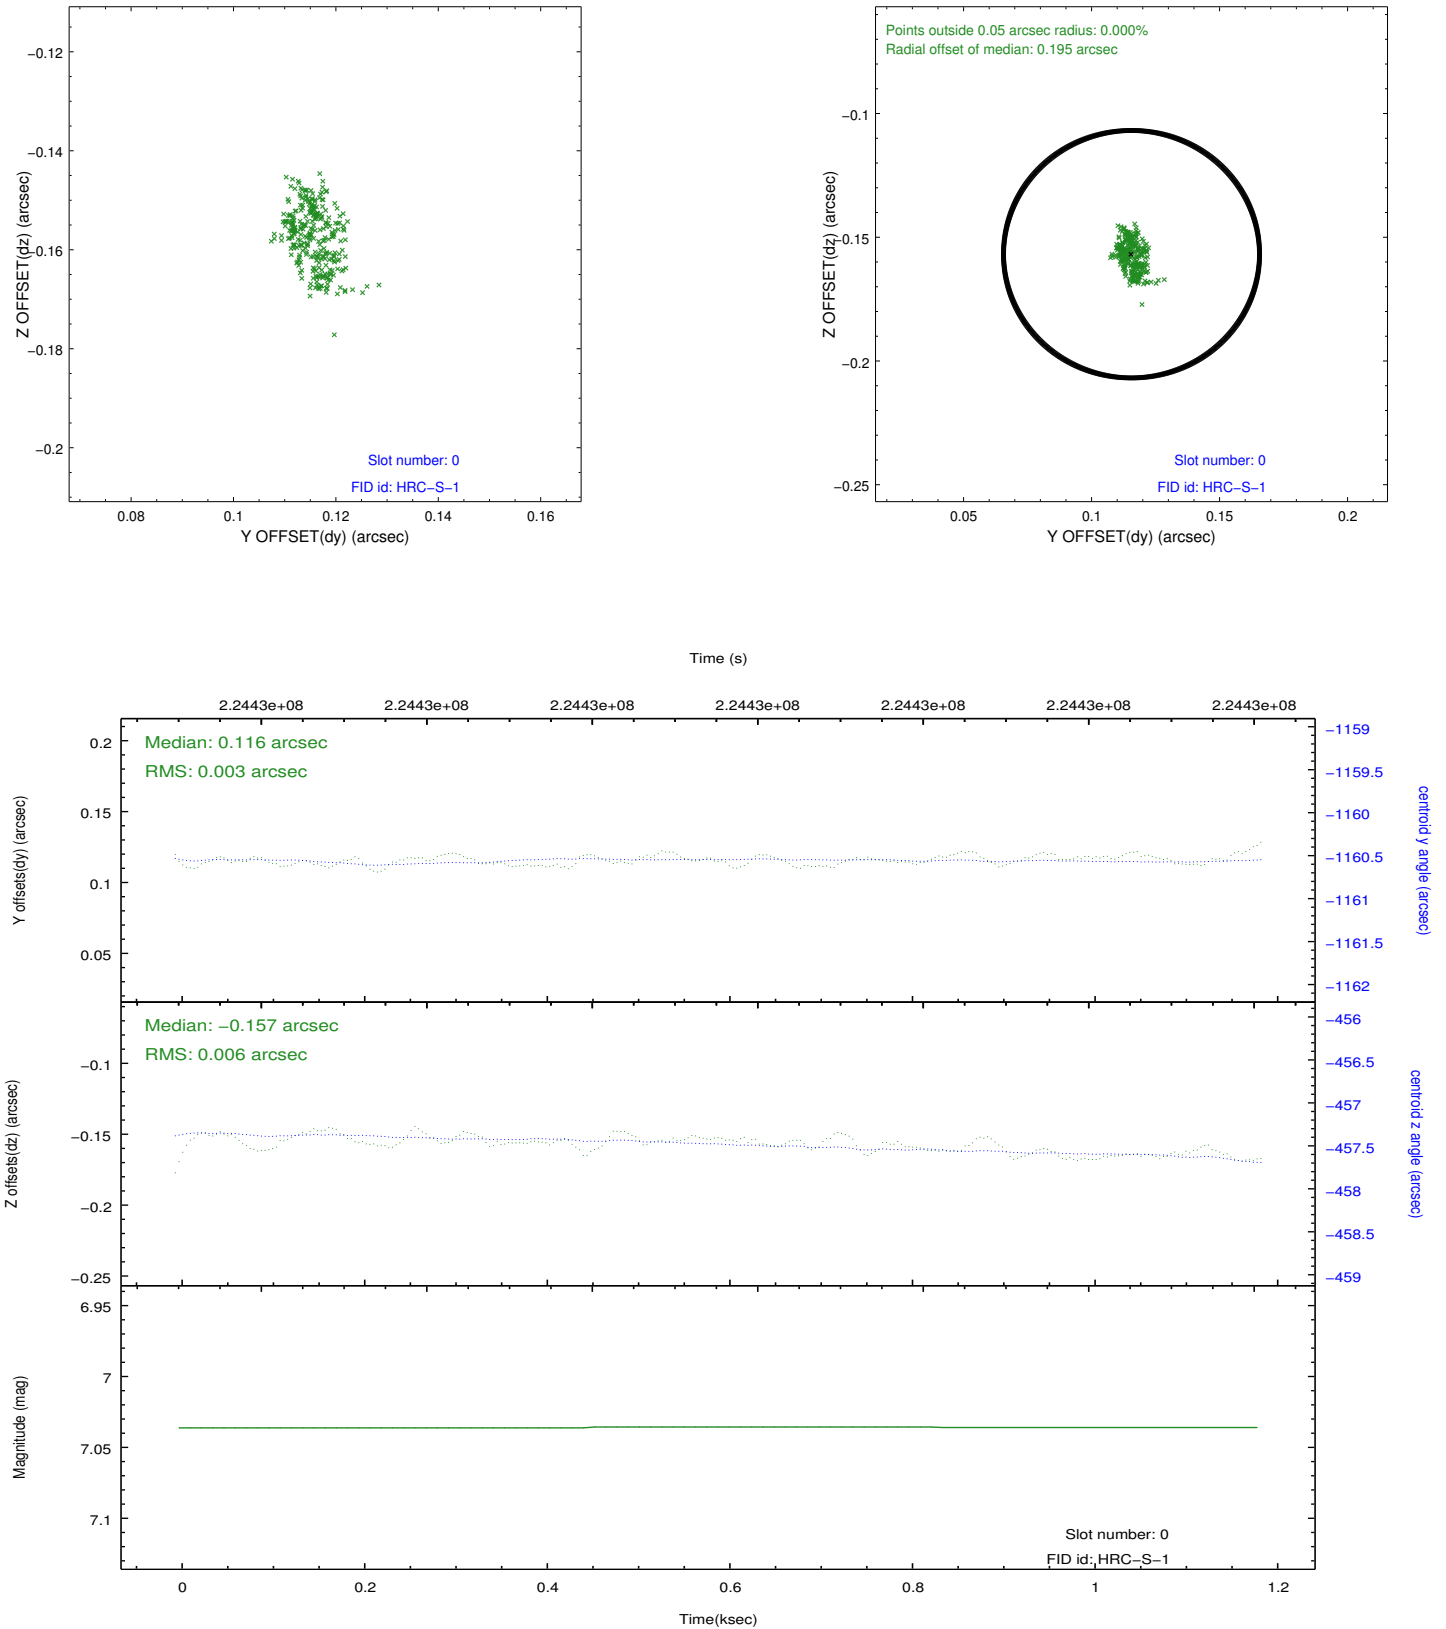 −0.12
−0.14
−0.16
−0.18
−0.2
Z OFFSET(dz) (arcsec)
Slot number: 0
FID id: HRC−S−1
0.08 0.1 0.12 0.14 0.16
Y OFFSET(dy) (arcsec)
Points outside 0.05 arcsec radius: 0.000%
Radial offset of median: 0.195 arcsec
−0.1
−0.15
−0.2
−0.25
Z OFFSET(dz) (arcsec)
Slot number: 0
FID id: HRC−S−1
0.05 0.1 0.15 0.2
Y OFFSET(dy) (arcsec)
Time (s)
2.2443e+08 2.2443e+08 2.2443e+08 2.2443e+08 2.2443e+08 2.2443e+08 2.2443e+08
Median: 0.116 arcsec
RMS: 0.003 arcsec
0.2
0.15
0.1
0.05
Y offsets(dy) (arcsec)
−1159
−1159.5
−1160
−1160.5
−1161
−1161.5
−1162
centroid y angle (arcsec)
Median: −0.157 arcsec
RMS: 0.006 arcsec
−0.1
−0.15
−0.2
−0.25
Z offsets(dz) (arcsec)
−456
−456.5
−457
−457.5
−458
−458.5
−459
centroid z angle (arcsec)
6.95
7
7.05
7.1
Magnitude (mag)
Slot number: 0
FID id: HRC−S−1
0 0.2 0.4 0.6 0.8 1 1.2
Time(ksec)